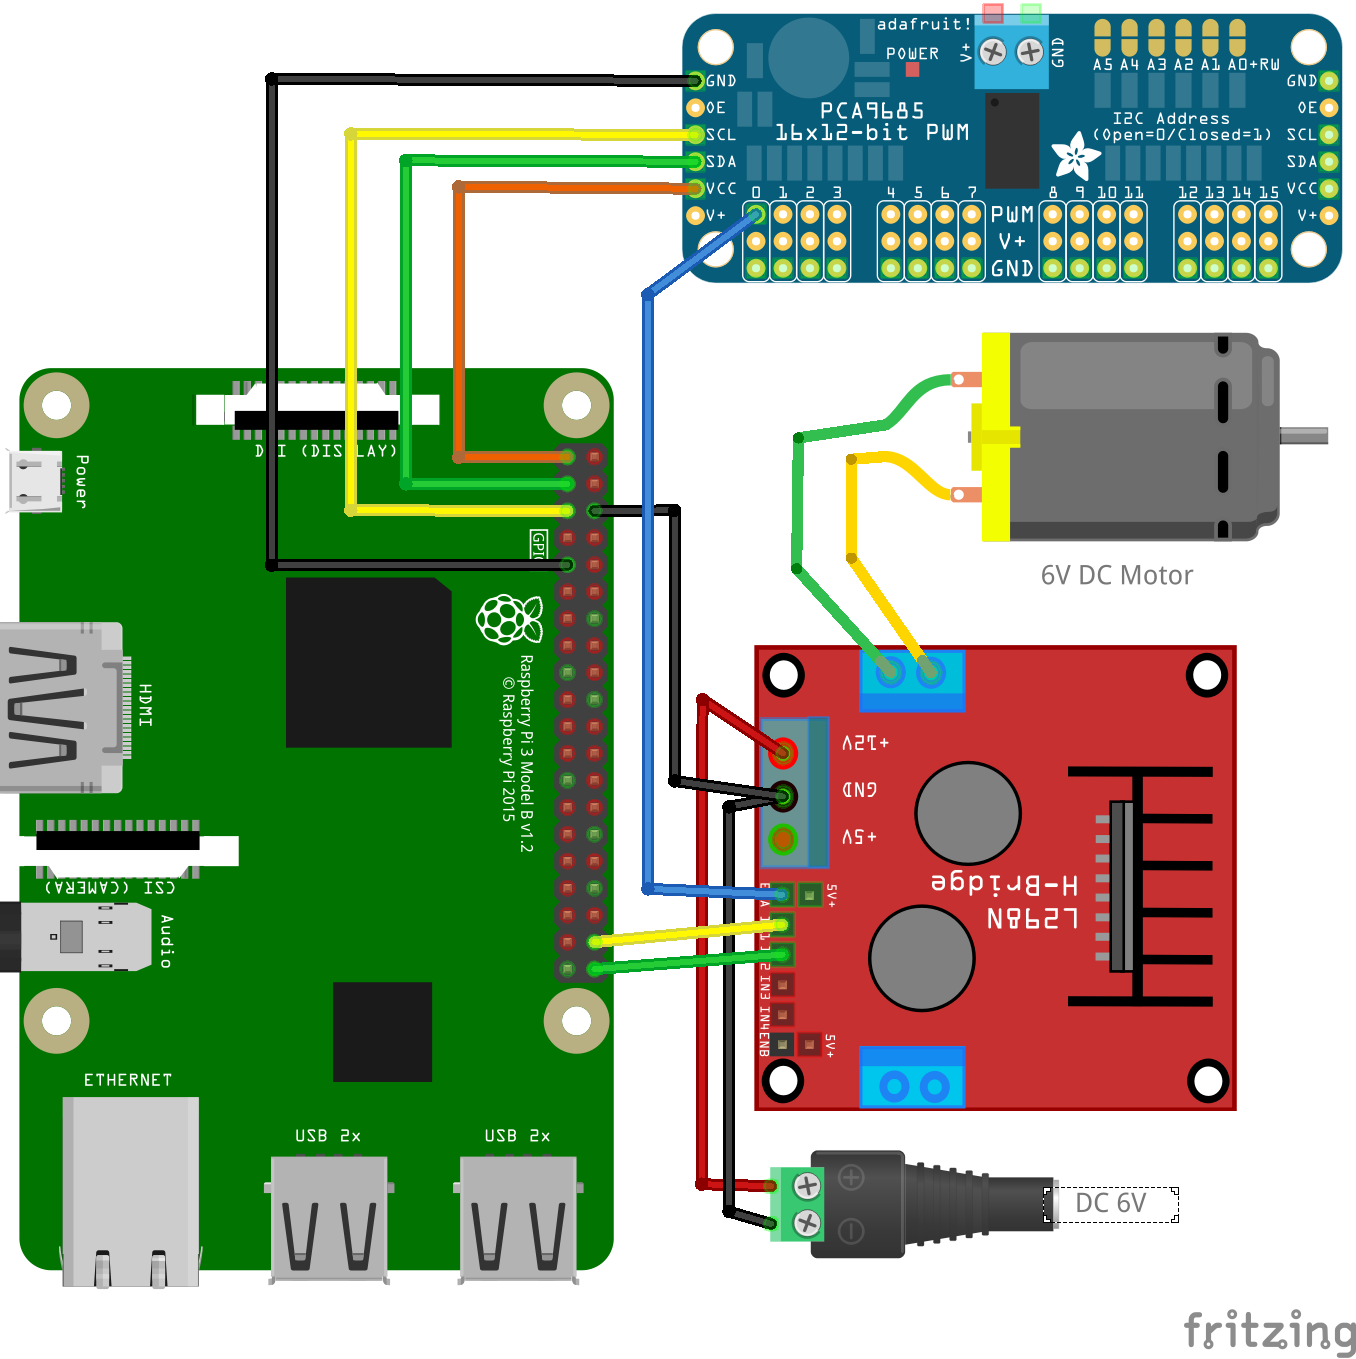 adafruit!
POWER
V+
GND
A5 A4 A3 A2 A1 A0+RW
PCA9685
16x12-bit PWM
I2C Address
(Open=0/Closed=1)
GND
OE
SCL
SDA
VCC
V+
GND
OE
SCL
SDA
VCC
V+
0 1 2 3 4 5 6 7 8 9 10 11 12 13 14 15
PWM
V+
GND
DSI (DISPLAY)
Power
GPIO
Raspberry Pi 3 Model B v1.2
© Raspberry Pi 2015
HDMI
CSI (CAMERA)
Audio
ETHERNET
USB 2x
USB 2x
6V DC Motor
+12V
GND
+5V
5V+
IN3
IN4
ENB
5V+
L298N
H-Bridge
DC 6V
fritzing